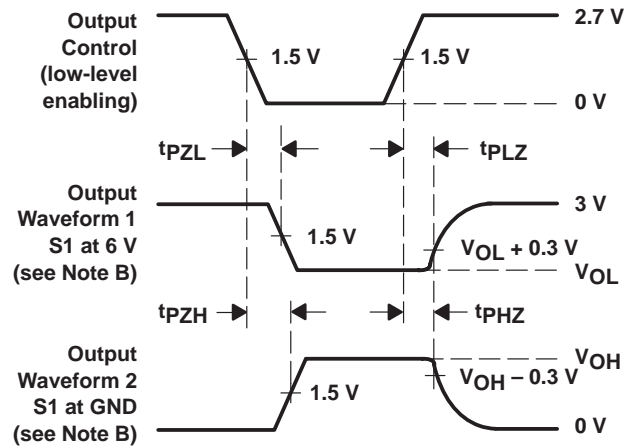 Output
Control
(low-level
enabling)
2.7 V
1.5 V
1.5 V
0 V
tPZL
tPLZ
Output
Waveform 1
S1 at 6 V
(see Note B)
3 V
1.5 V
VOL + 0.3 V
VOL
tPZH
tPHZ
Output
Waveform 2
S1 at GND
(see Note B)
VOH
1.5 V
VOH – 0.3 V
0 V